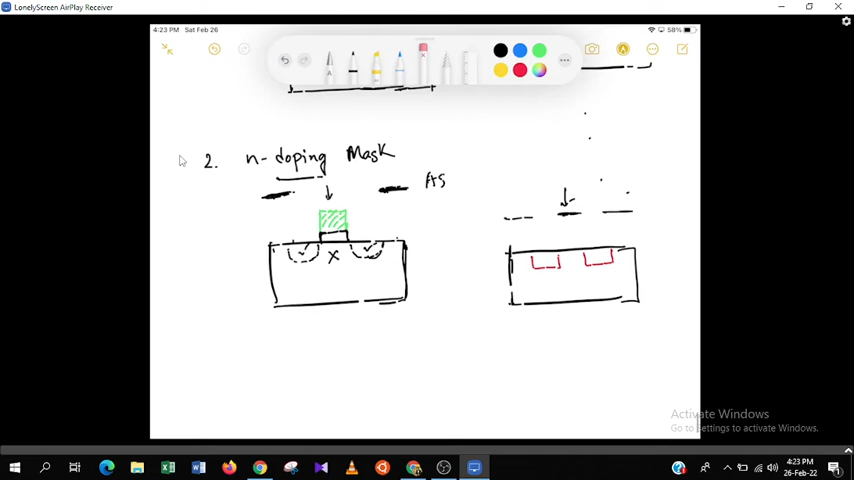 LonelyScreen AirPlay Receiver
4:23 PM Sat Feb 26
58%
A
2. n-doping Mask
AS
X
Activate Windows
Go to Settings to activate Windows.
4:23 PM
26-Feb-22